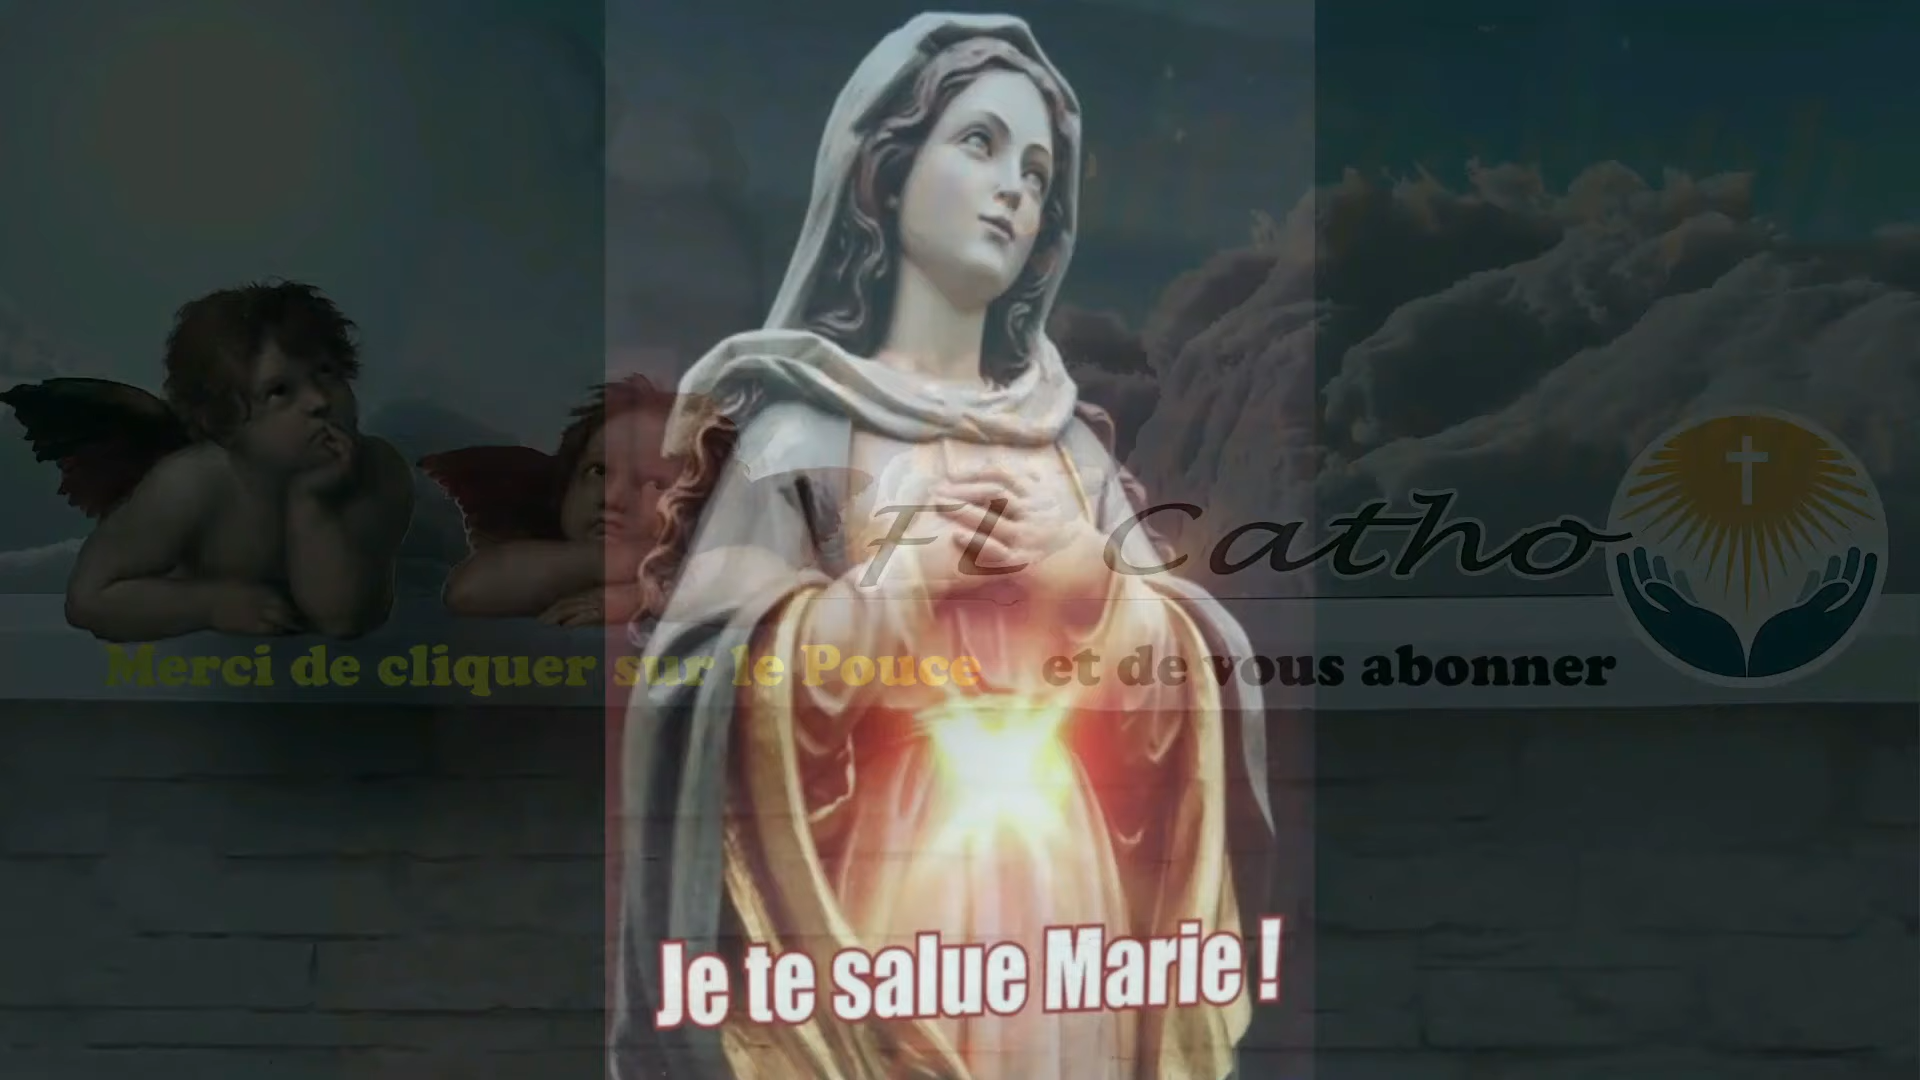 FL Catho
Merci de cliquer sur le Pouce et de vous abonner
Je te salue Marie !